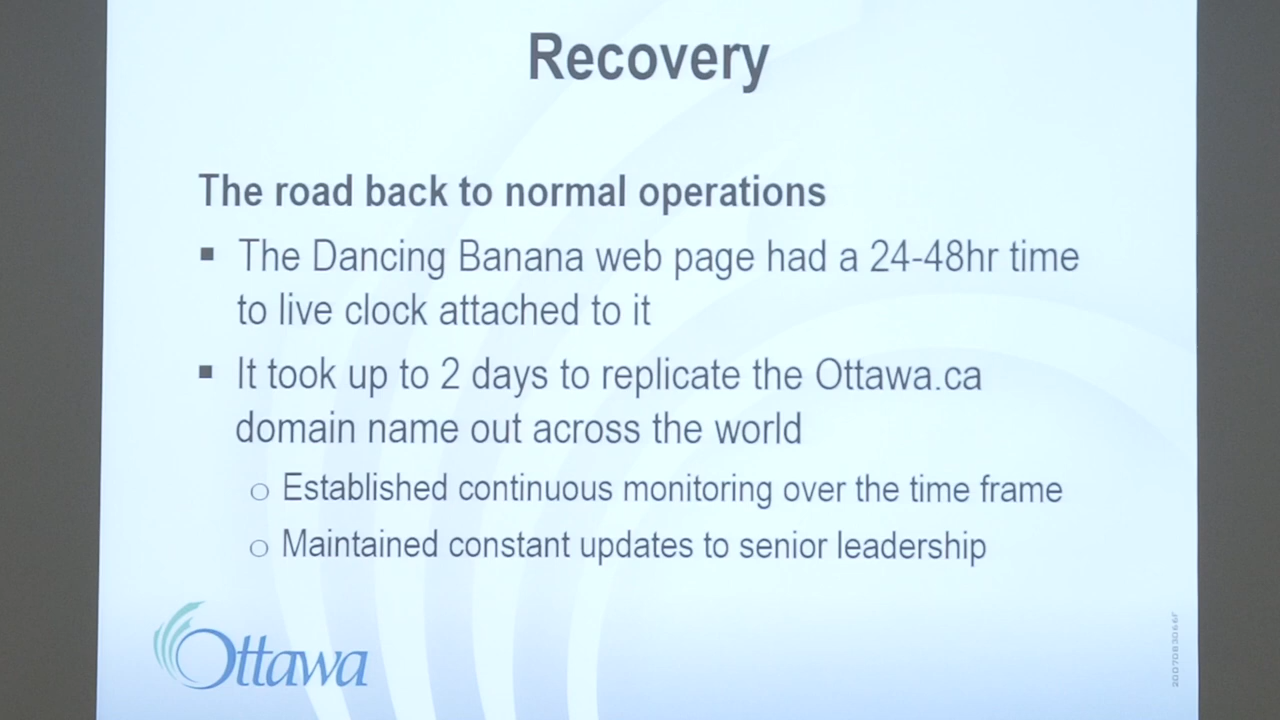 Recovery
The road back to normal operations
▪ The Dancing Banana web page had a 24-48hr time
to live clock attached to it
▪ It took up to 2 days to replicate the Ottawa.ca
domain name out across the world
o Established continuous monitoring over the time frame
o Maintained constant updates to senior leadership
Ottawa